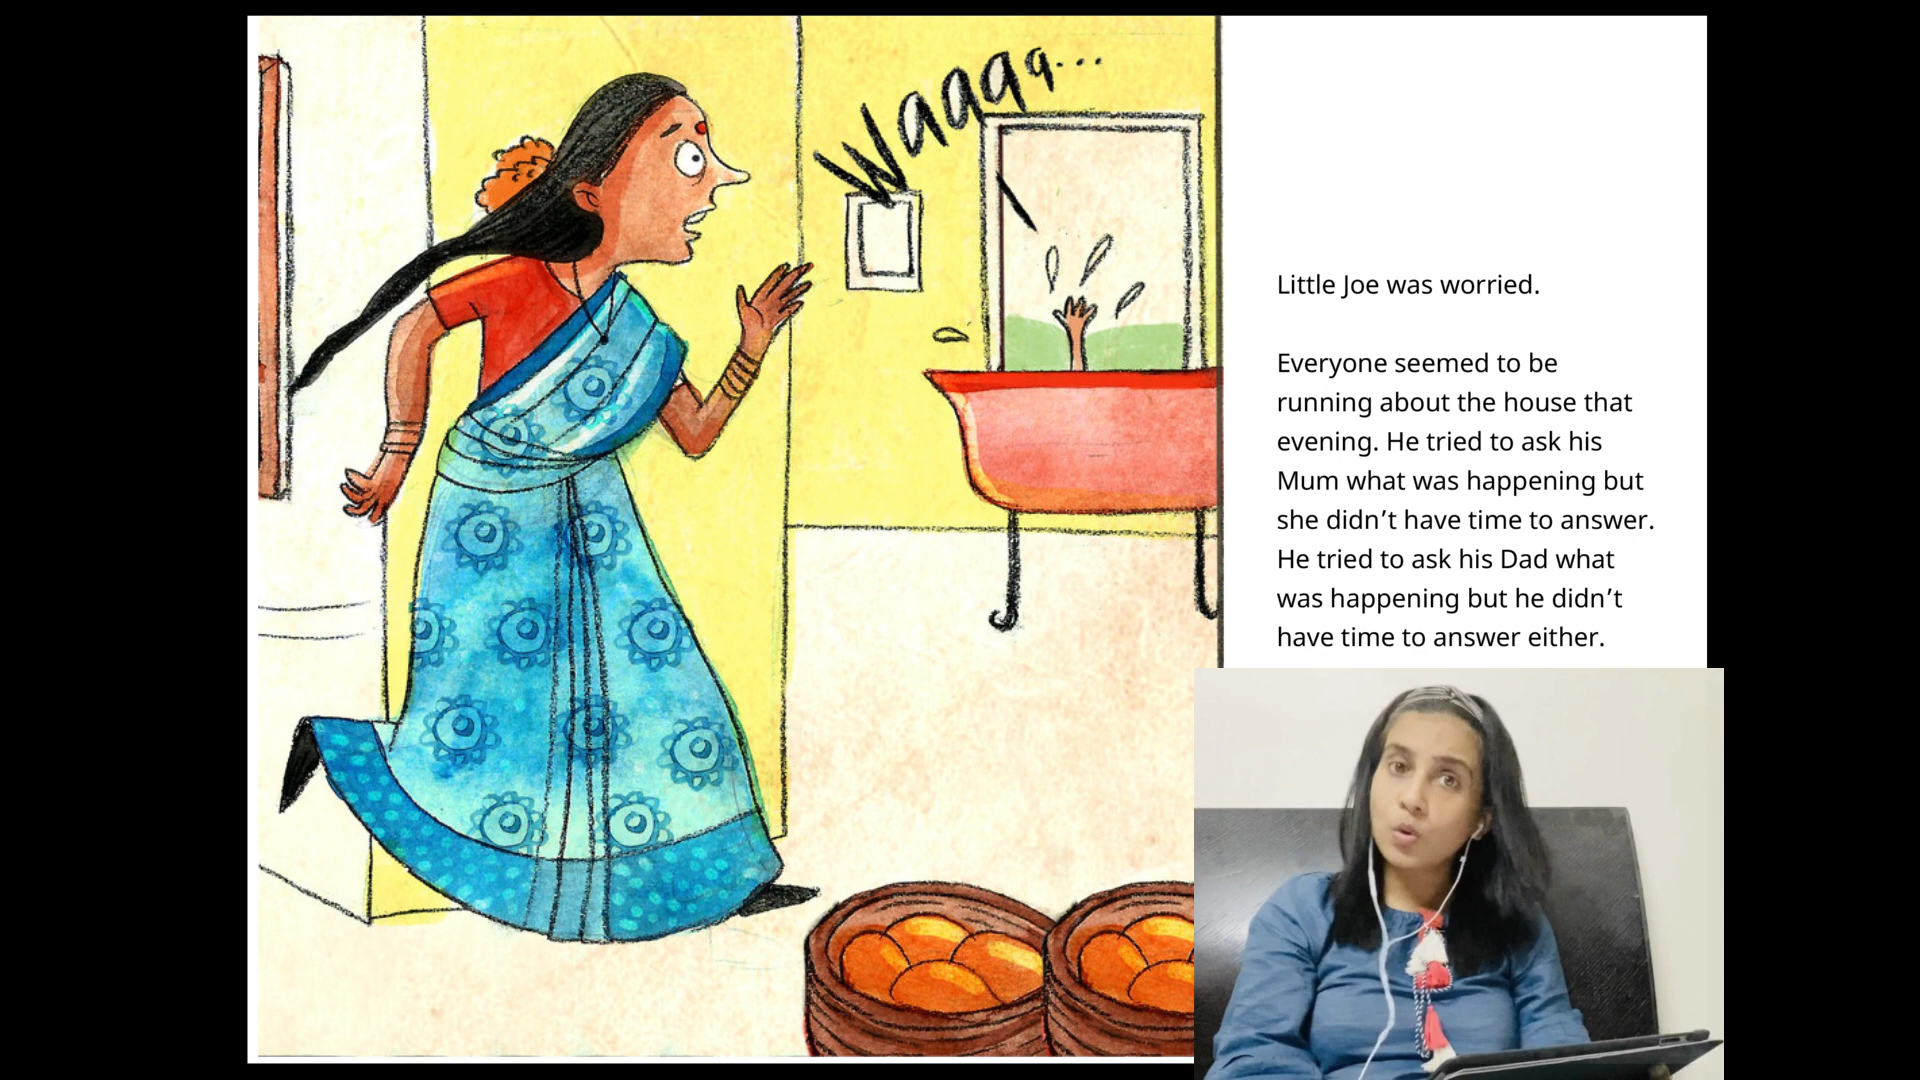 Waaaa...
Little Joe was worried.
Everyone seemed to be
running about the house that
evening. He tried to ask his
Mum what was happening but
she didn’t have time to answer.
He tried to ask his Dad what
was happening but he didn’t
have time to answer either.